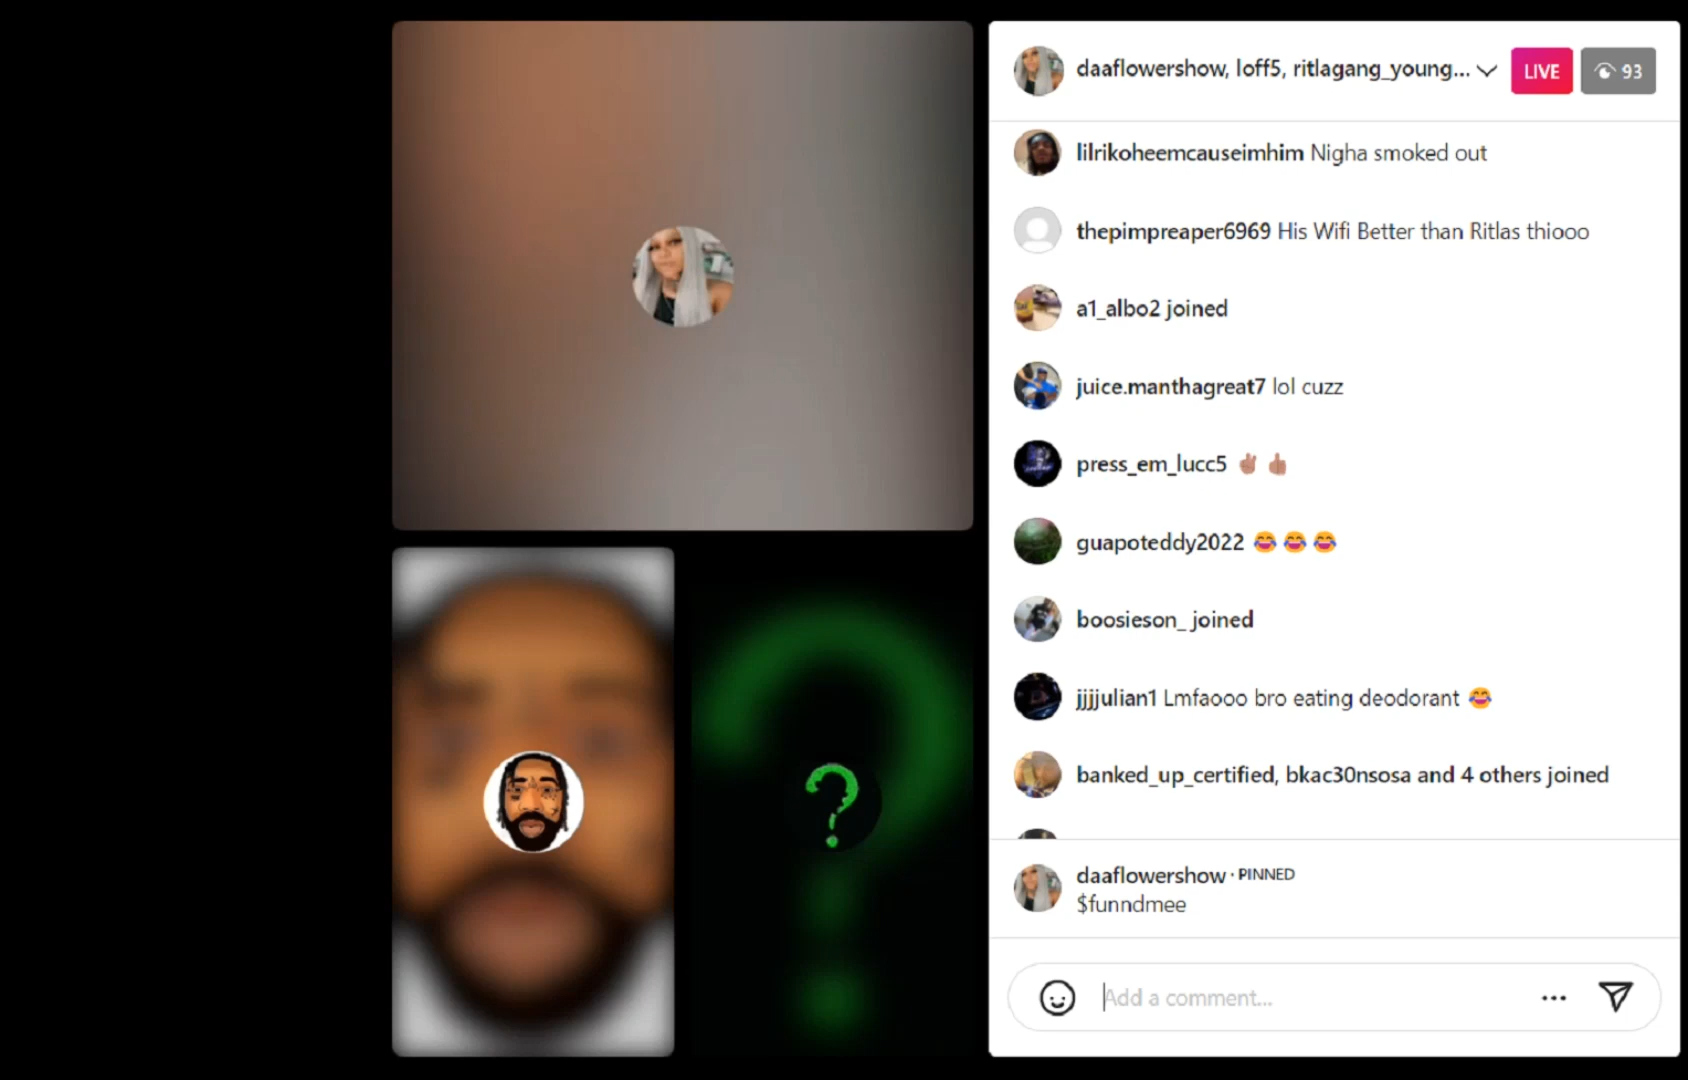 daaflowershow, loff5, ritlagang_young...
LIVE
93
lilrikoheemcauseimhim Nigha smoked out
thepimpreaper6969 His Wifi Better than Ritlas thiooo
a1_albo2 joined
juice.manthagreat7 lol cuzz
press_em_lucc5 ✌🏽 👍🏽
guapoteddy2022 😂 😂 😂
boosieson_ joined
jjjjulian1 Lmfaooo bro eating deodorant 😂
banked_up_certified, bkac30nsosa and 4 others joined
daaflowershow · PINNED
$funndmee
Add a comment...